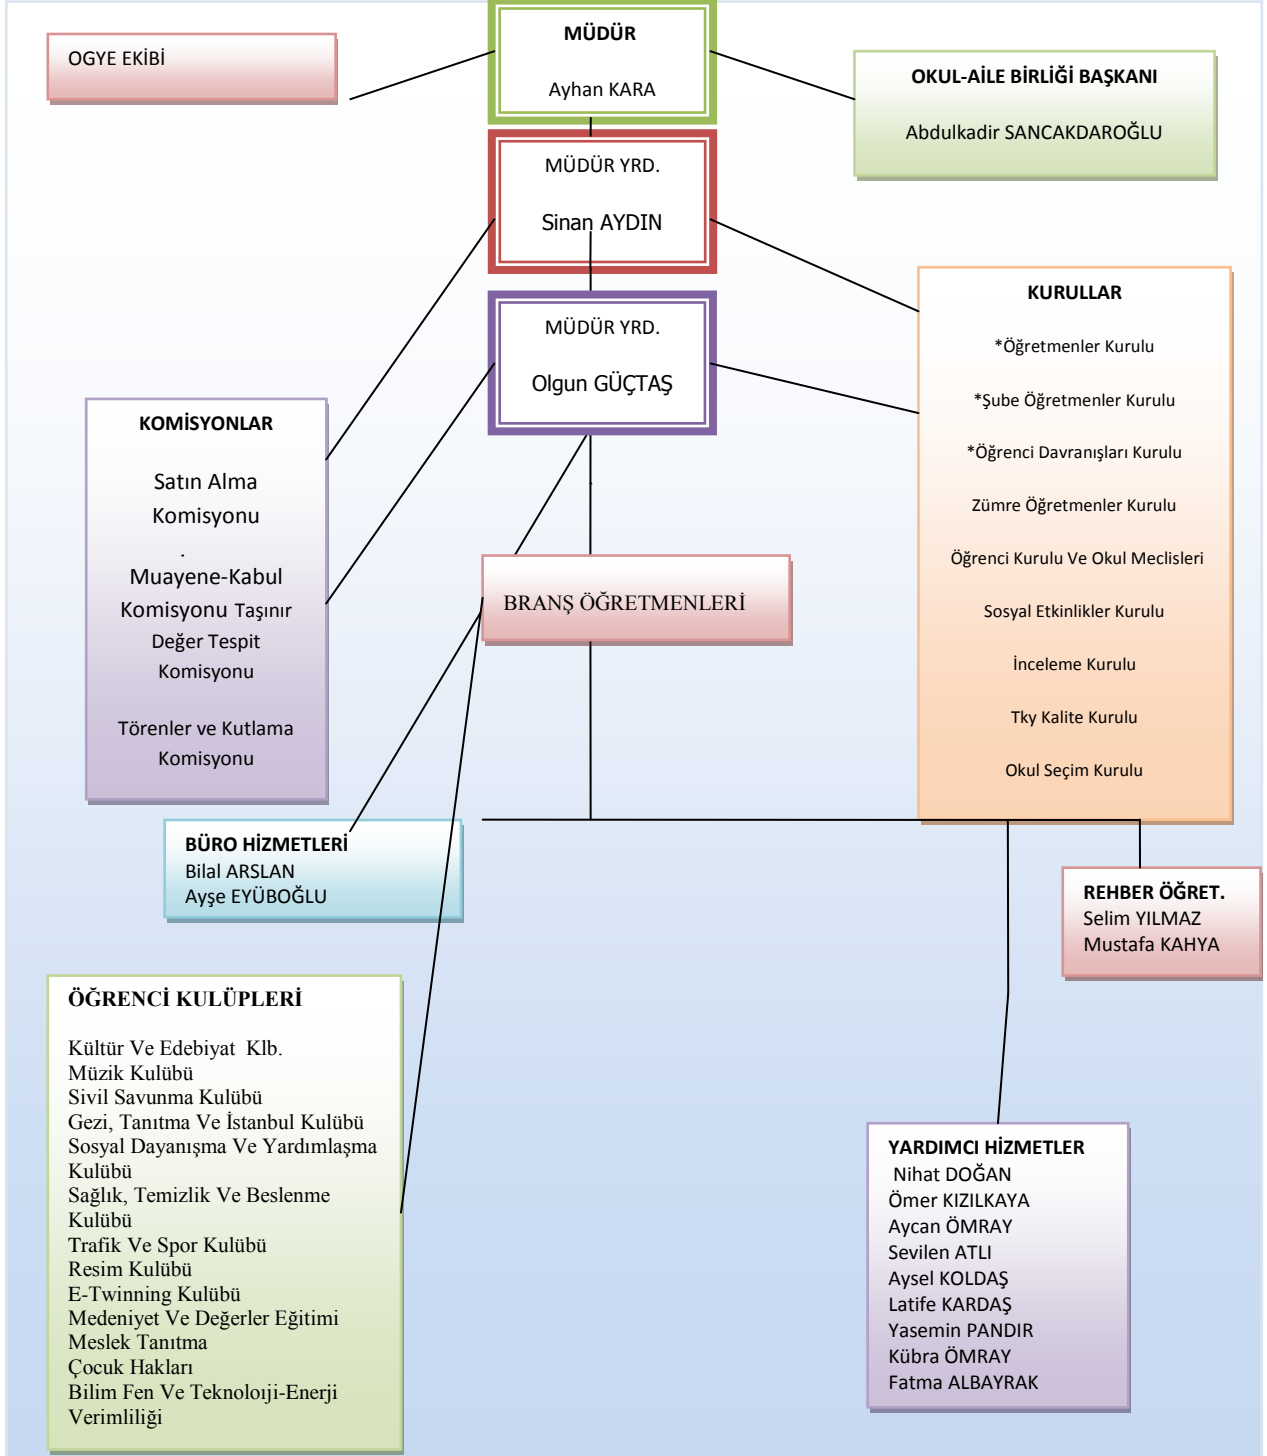 OGYE EKİBİ
MÜDÜR
Ayhan KARA
OKUL-AİLE BİRLİĞİ BAŞKANI
Abdulkadir SANCAKDAROĞLU
MÜDÜR YRD.
Sinan AYDIN
MÜDÜR YRD.
Olgun GÜÇTAŞ
KURULLAR
*Öğretmenler Kurulu
*Şube Öğretmenler Kurulu
*Öğrenci Davranışları Kurulu
Zümre Öğretmenler Kurulu
Öğrenci Kurulu Ve Okul Meclisleri
Sosyal Etkinlikler Kurulu
İnceleme Kurulu
Tky Kalite Kurulu
Okul Seçim Kurulu
KOMİSYONLAR
Satın Alma
Komisyonu
.
Muayene-Kabul
Komisyonu Taşınır
Değer Tespit
Komisyonu
Törenler ve Kutlama
Komisyonu
BRANŞ ÖĞRETMENLERİ
BÜRO HİZMETLERİ
Bilal ARSLAN
Ayşe EYÜBOĞLU
REHBER ÖĞRET.
Selim YILMAZ
Mustafa KAHYA
ÖĞRENCİ KULÜPLERİ
Kültür Ve Edebiyat  Klb.
Müzik Kulübü
Sivil Savunma Kulübü
Gezi, Tanıtma Ve İstanbul Kulübü
Sosyal Dayanışma Ve Yardımlaşma
Kulübü
Sağlık, Temizlik Ve Beslenme
Kulübü
Trafik Ve Spor Kulübü
Resim Kulübü
E-Twinning Kulübü
Medeniyet Ve Değerler Eğitimi
Meslek Tanıtma
Çocuk Hakları
Bilim Fen Ve Teknoloıji-Enerji
Verimliliği
YARDIMCI HİZMETLER
Nihat DOĞAN
Ömer KIZILKAYA
Aycan ÖMRAY
Sevilen ATLI
Aysel KOLDAŞ
Latife KARDAŞ
Yasemin PANDIR
Kübra ÖMRAY
Fatma ALBAYRAK